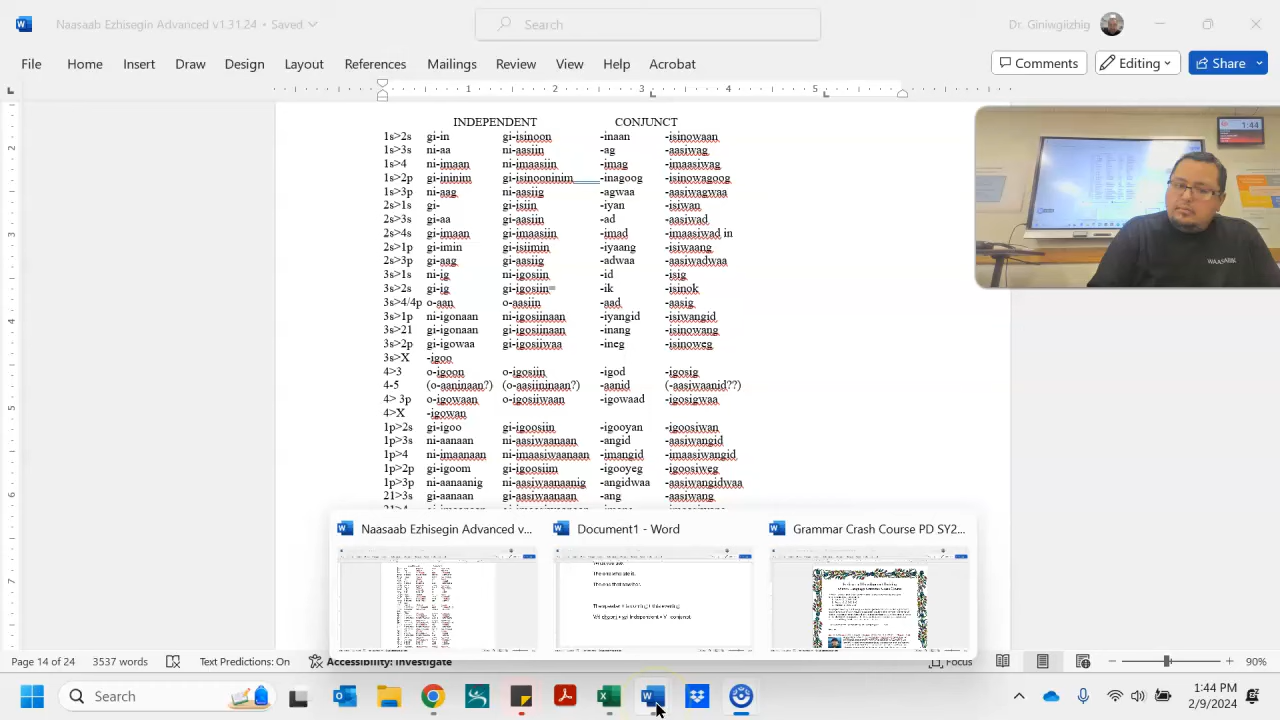 Naasaab Ezhisegin Advanced v1.31.24 • Saved
Search
Dr. Giniwgiizhig
File Home Insert Draw Design Layout References Mailings Review View Help Acrobat
Comments Editing Share
1 2 3 4 5
INDEPENDENT CONJUNCT
1s>2s gi-in gi-isinoon -inaan -isinowaan
1s>3s ni-aa ni-aasiin -ag -aasiwag
1s>4 ni-imaan ni-imaasiin -imag -imaasiwag
1s>2p gi-ininim gi-isinooninim -inagoog -isinowagoog
1s>3p ni-aag ni-aasiig -agwaa -aasiwagwaa
2s>1s gi- gi-isiin -iyan -isiwan
2s>3s gi-aa gi-aasiin -ad -aasiwad
2s>4s gi-imaan gi-imaasiin -imad -imaasiwad in
2s>1p gi-imin gi-isiimin -iyaang -isiwaang
2s>3p gi-aag gi-aasiig -adwaa -aasiwadwaa
3s>1s ni-ig ni-igosiin -id -isig
3s>2s gi-ig gi-igosiin= -ik -isinok
3s>4/4p o-aan o-aasiin -aad -aasig
3s>1p ni-igonaan ni-igosiinaan -iyangid -isiwangid
3s>21 gi-igonaan gi-igosiinaan -inang -isinowang
3s>2p gi-igowaa gi-igosiiwaa -ineg -isinoweg
3s>X -igoo
4>3 o-igoon o-igosiin -igod -igosig
4-5 (o-aaninaan?) (o-aasiininaan?) -aanid (-aasiwaanid??)
4> 3p o-igowaan o-igosiiwaan -igowaad -igosigwaa
4>X -igowan
1p>2s gi-igoo gi-igoosiin -igooyan -igoosiwan
1p>3s ni-aanaan ni-aasiwaanaan -angid -aasiwangid
1p>4 ni-imaanaan ni-imaasiwaanaan -imangid -imaasiwangid
1p>2p gi-igoom gi-igoosiim -igooyeg -igoosiweg
1p>3p ni-aanaanig ni-aasiwaanaanig -angidwaa -aasiwangidwaa
21>3s gi-aanaan gi-aasiwaanaan -ang -aasiwang
1:44
WAASABIIK
Naasaab Ezhisegin Advanced v...
Document1 - Word
Grammar Crash Course PD SY2...
Page 14 of 24 3537 words Text Predictions: On Accessibility: Investigate Focus 90%
Search
1:44 PM
2/9/2024